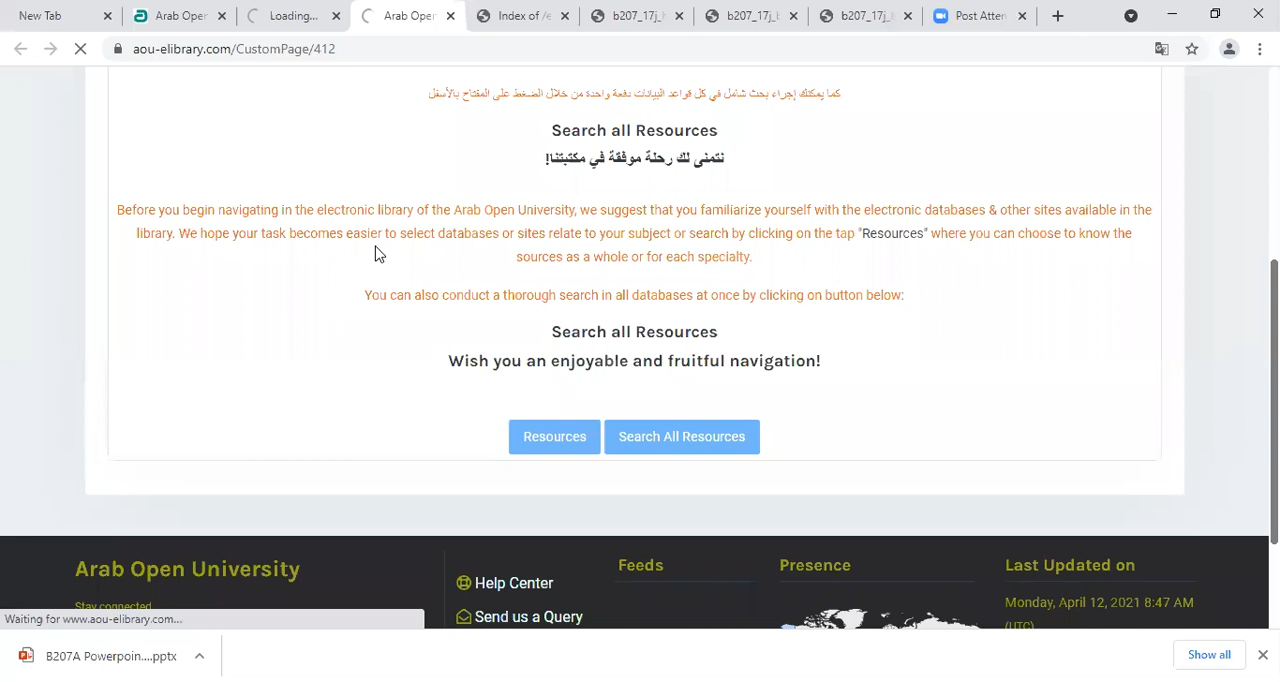 New Tab
Arab Open
Loading...
Arab Open
Index of /e
b207_17j_
b207_17j_
b207_17j_
Post Atten
aou-elibrary.com/CustomPage/412
كما يمكنك إجراء بحث شامل في كل قواعد البيانات دفعة واحدة من خلال الضغط على المفتاح بالأسفل
Search all Resources
نتمنى لك رحلة موفقة في مكتبتنا!
Before you begin navigating in the electronic library of the Arab Open University, we suggest that you familiarize yourself with the electronic databases & other sites available in the
library. We hope your task becomes easier to select databases or sites relate to your subject or search by clicking on the tap "Resources" where you can choose to know the
sources as a whole or for each specialty.
You can also conduct a thorough search in all databases at once by clicking on button below:
Search all Resources
Wish you an enjoyable and fruitful navigation!
Resources
Search All Resources
Arab Open University
Stay connected
Help Center
Send us a Query
Feeds
Presence
Last Updated on
Monday, April 12, 2021 8:47 AM
(UTC)
Waiting for www.aou-elibrary.com...
B207A Powerpoin....pptx
Show all